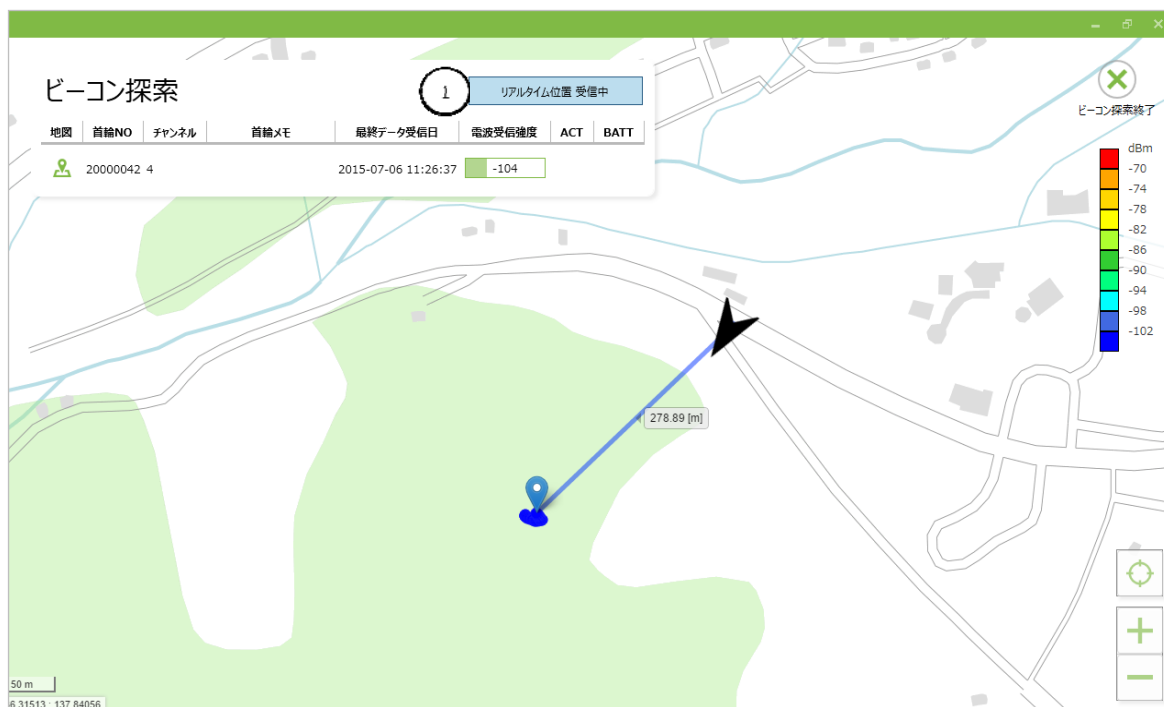 ビーコン探索
1
リアルタイム位置 受信中
ビーコン探索終了
地図 首輪NO チャンネル 首輪メモ 最終データ受信日 電波受信強度 ACT BATT
20000042 4 2015-07-06 11:26:37 -104
dBm
-70
-74
-78
-82
-86
-90
-94
-98
-102
278.89 [m]
50 m
6.31513 : 137.84056